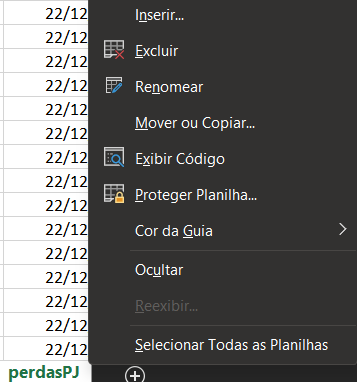 22/12
Inserir...
22/12
Excluir
22/12
22/12
Renomear
22/12
Mover ou Copiar...
22/12
22/12
Exibir Código
22/12
Proteger Planilha...
22/12
22/12
Cor da Guia
22/12
22/12
Ocultar
22/12
Reexibir...
22/12
22/12
Selecionar Todas as Planilhas
perdasPJ